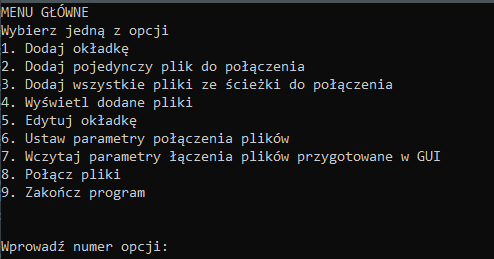 MENU GŁÓWNE
Wybierz jedną z opcji
1. Dodaj okładkę
2. Dodaj pojedynczy plik do połączenia
3. Dodaj wszystkie pliki ze ścieżki do połączenia
4. Wyświetl dodane pliki
5. Edytuj okładkę
6. Ustaw parametry połączenia plików
7. Wczytaj parametry łączenia plików przygotowane w GUI
8. Połącz pliki
9. Zakończ program
Wprowadź numer opcji: